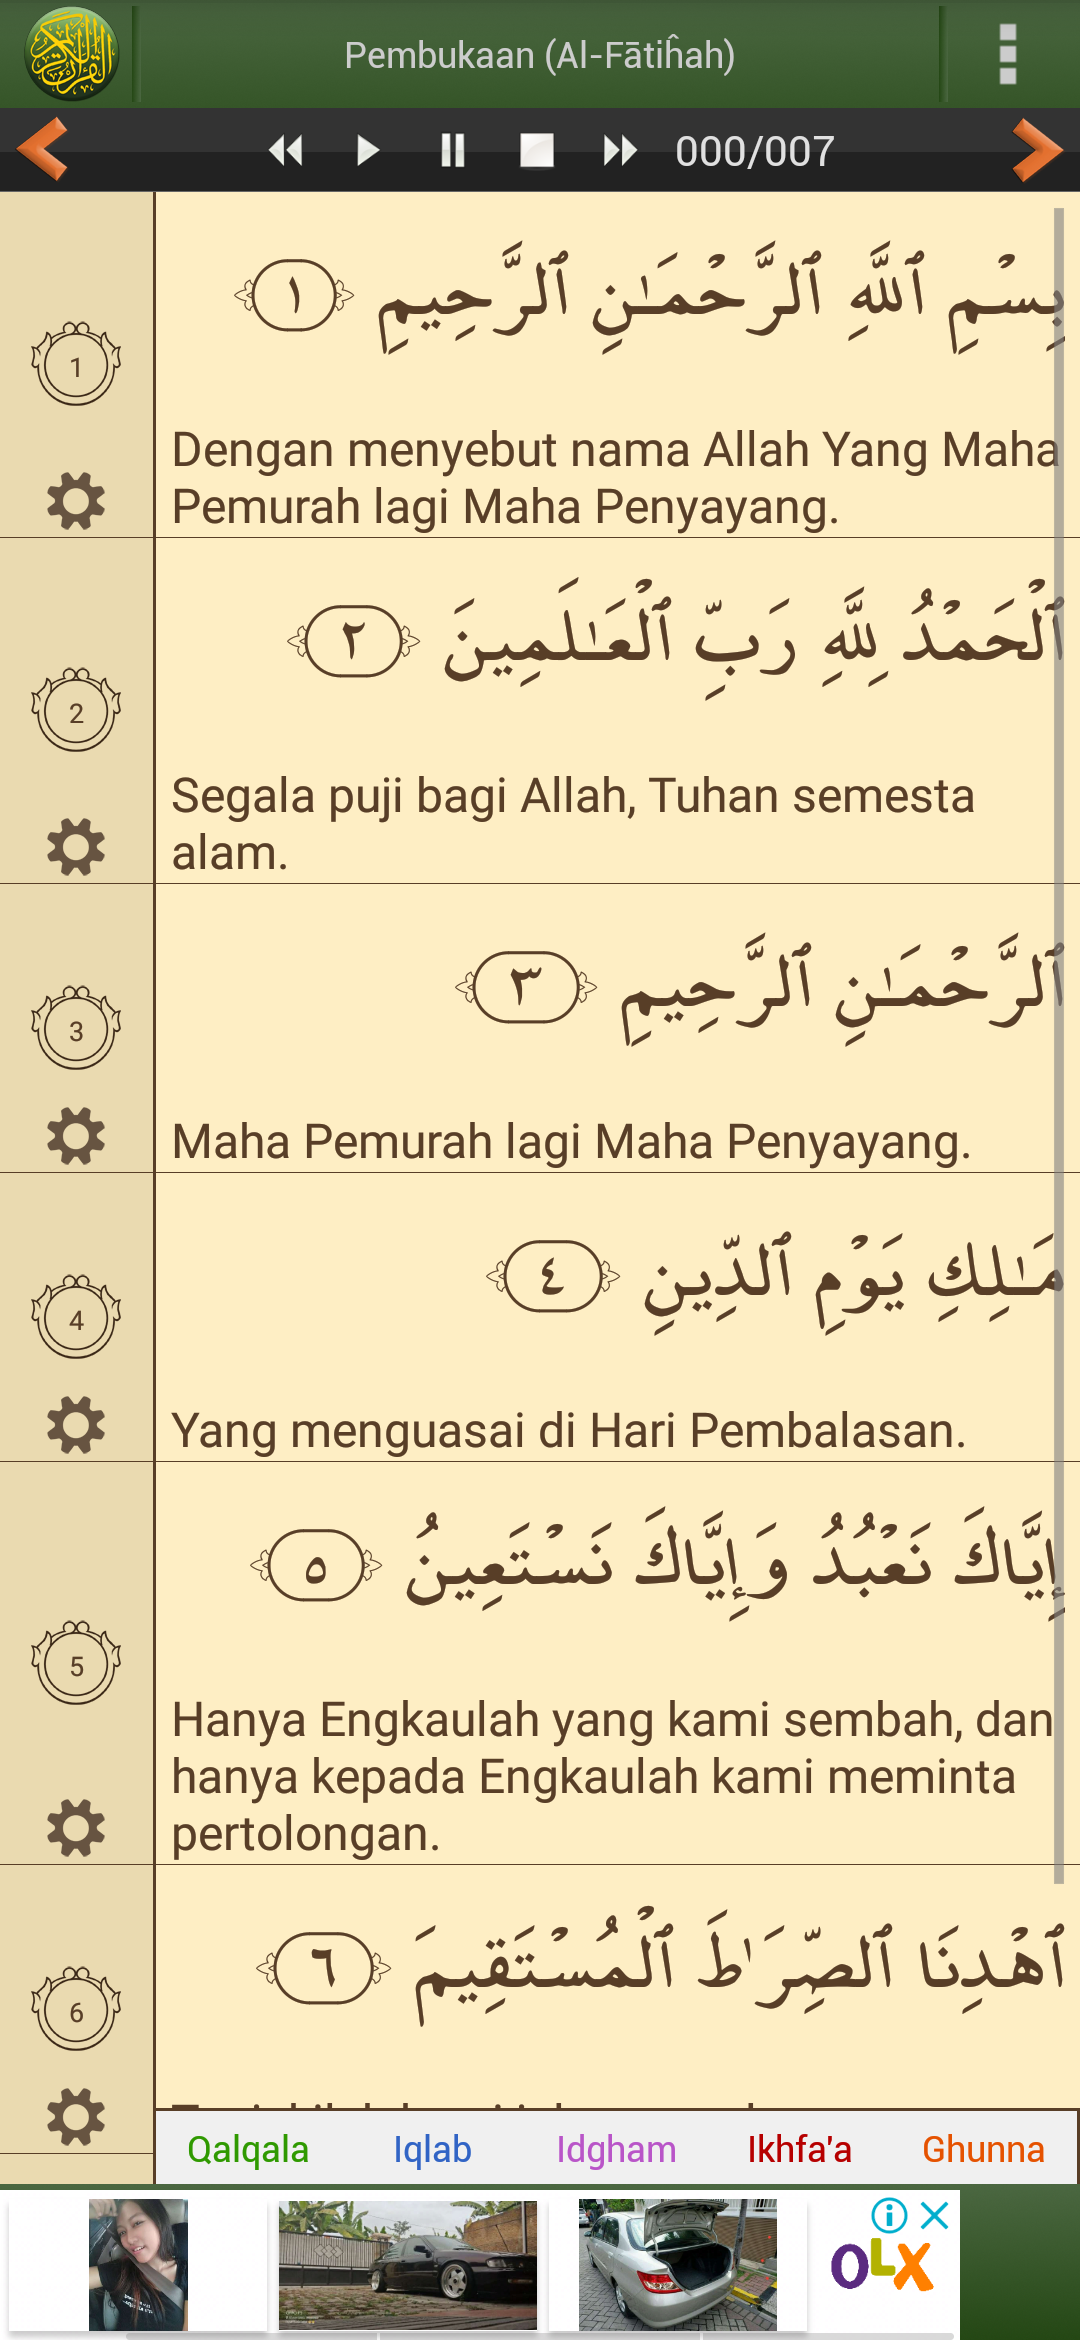 Pembukaan (Al-Fātiĥah)
000/007
بِسْمِ ٱللَّهِ ٱلرَّحْمَـٰنِ ٱلرَّحِيمِ ١
1
Dengan menyebut nama Allah Yang Maha
Pemurah lagi Maha Penyayang.
ٱلْحَمْدُ لِلَّهِ رَبِّ ٱلْعَـٰلَمِينَ ٢
2
Segala puji bagi Allah, Tuhan semesta
alam.
ٱلرَّحْمَـٰنِ ٱلرَّحِيمِ ٣
3
Maha Pemurah lagi Maha Penyayang.
مَـٰلِكِ يَوْمِ ٱلدِّينِ ٤
4
Yang menguasai di Hari Pembalasan.
إِيَّاكَ نَعْبُدُ وَإِيَّاكَ نَسْتَعِينُ ٥
5
Hanya Engkaulah yang kami sembah, dan
hanya kepada Engkaulah kami meminta
pertolongan.
ٱهْدِنَا ٱلصِّرَٰطَ ٱلْمُسْتَقِيمَ ٦
6
Qalqala Iqlab Idgham Ikhfa'a Ghunna
OLX